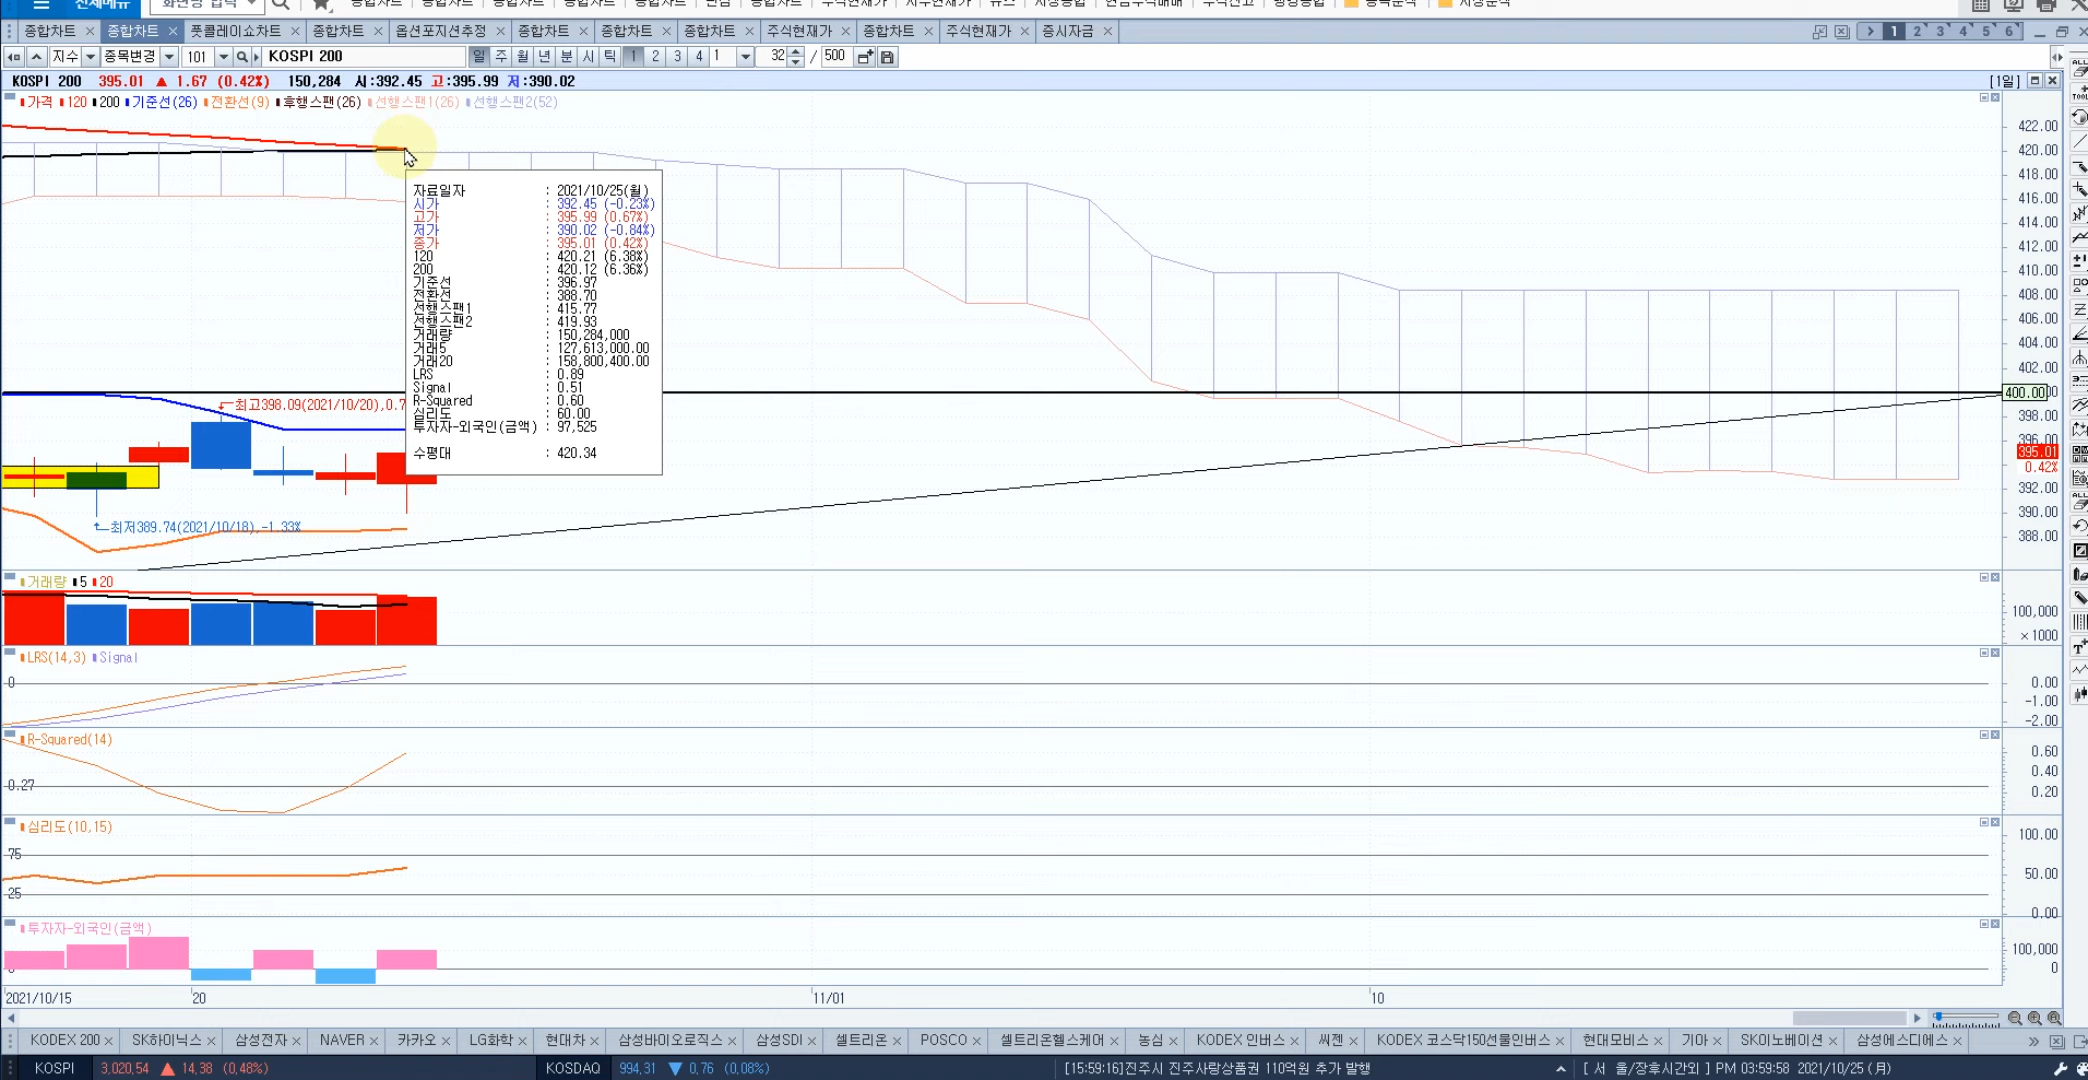 전체메뉴
종합차트 × 종합차트 × 풋콜레이쇼차트 × 종합차트 × 옵션포지션추정 × 종합차트 × 종합차트 × 종합차트 × 주식현재가 × 종합차트 × 주식현재가 × 증시자금 × 1 2 3 4 5 6
지수 종목변경 101 KOSPI 200 일 주 월 년 분 시 틱 1 2 3 4 1 32 / 500
KOSPI 200 395.01 ▲ 1.67 (0.42%) 150,284 시:392.45 고:395.99 저:390.02 [1일]
가격 120 200 기준선(26) 전환선(9) 후행스팬(26) 선행스팬1(26) 선행스팬2(52)
422.00
420.00
418.00
416.00
414.00
412.00
410.00
408.00
406.00
404.00
402.00
400.00
398.00
396.00
395.01
0.42%
392.00
390.00
388.00
자료일자 : 2021/10/25(월)
시가 : 392.45 (-0.23%)
고가 : 395.99 (0.67%)
저가 : 390.02 (-0.84%)
종가 : 395.01 (0.42%)
120 : 420.21 (6.38%)
200 : 420.12 (6.36%)
기준선 : 396.97
전환선 : 388.70
선행스팬1 : 415.77
선행스팬2 : 419.93
거래량 : 150,284,000
거래5 : 127,613,000.00
거래20 : 158,800,400.00
LRS : 0.89
Signal : 0.51
R-Squared : 0.60
심리도 : 60.00
투자자-외국인(금액) : 97,525
수평대 : 420.34
최고398.09(2021/10/20),0.7
최저389.74(2021/10/18),-1.33%
거래량 5 20
100,000
×1000
LRS(14,3) Signal
0
0.00
-1.00
-2.00
R-Squared(14)
0.27
0.60
0.40
0.20
심리도(10,15)
75
25
100.00
50.00
0.00
투자자-외국인(금액)
100,000
0
2021/10/15 20 11/01 10
KODEX 200 × SK하이닉스 × 삼성전자 × NAVER × 카카오 × LG화학 × 현대차 × 삼성바이오로직스 × 삼성SDI × 셀트리온 × POSCO × 셀트리온헬스케어 × 농심 × KODEX 인버스 × 씨젠 × KODEX 코스닥150선물인버스 × 현대모비스 × 기아 × SK이노베이션 × 삼성에스디에스 ×
KOSPI 3,020,54 ▲ 14,38 (0,48%) KOSDAQ 994,31 ▼ 0,76 (0,08%) [15:59:16]진주시 진주사랑상품권 110억원 추가 발행 [ 서 울/장후시간외 ] PM 03:59:58 2021/10/25 (월)